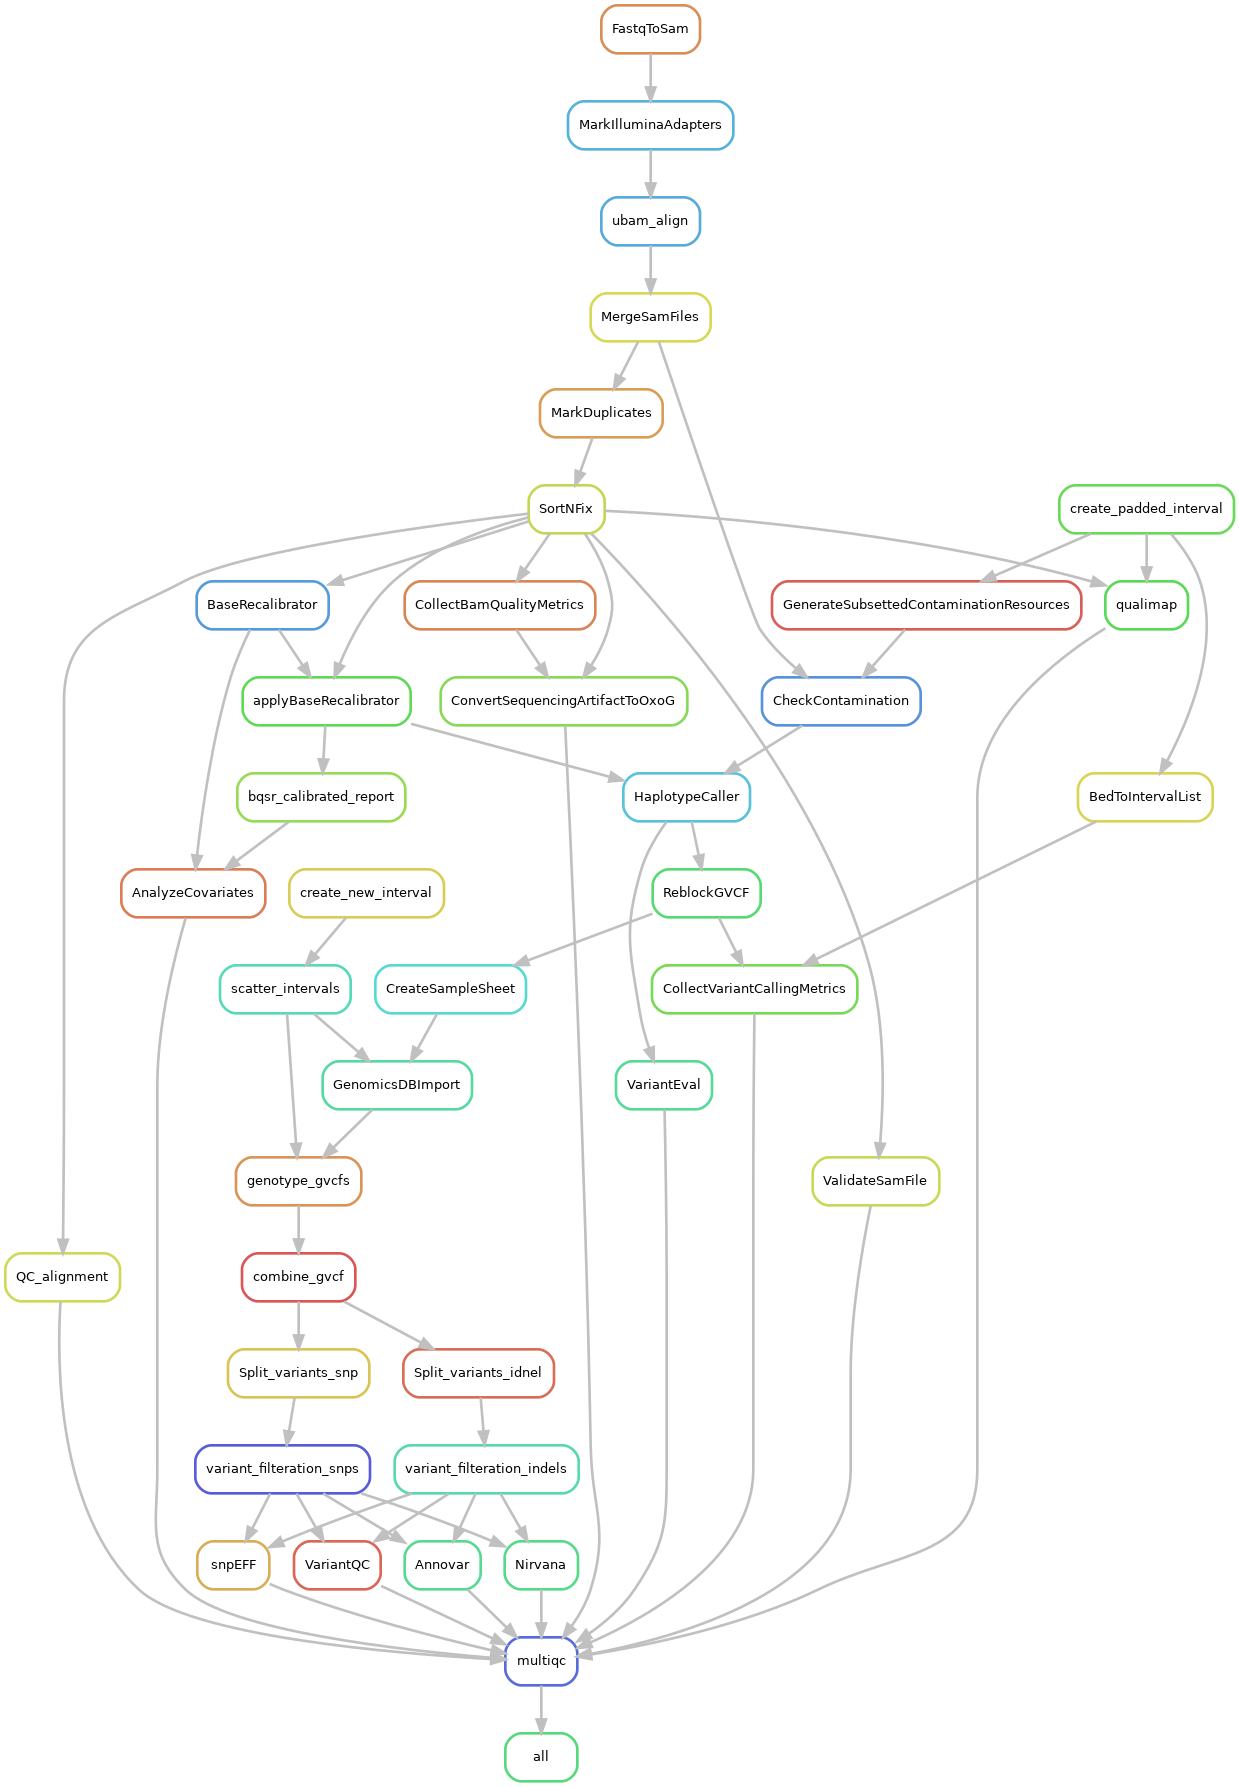 FastqToSam
MarkIlluminaAdapters
ubam_align
MergeSamFiles
MarkDuplicates
SortNFix
create_padded_interval
BaseRecalibrator
CollectBamQualityMetrics
GenerateSubsettedContaminationResources
qualimap
applyBaseRecalibrator
ConvertSequencingArtifactToOxoG
CheckContamination
bqsr_calibrated_report
HaplotypeCaller
BedToIntervalList
AnalyzeCovariates
create_new_interval
ReblockGVCF
scatter_intervals
CreateSampleSheet
CollectVariantCallingMetrics
GenomicsDBImport
VariantEval
genotype_gvcfs
ValidateSamFile
QC_alignment
combine_gvcf
Split_variants_snp
Split_variants_idnel
variant_filteration_snps
variant_filteration_indels
snpEFF
VariantQC
Annovar
Nirvana
multiqc
all